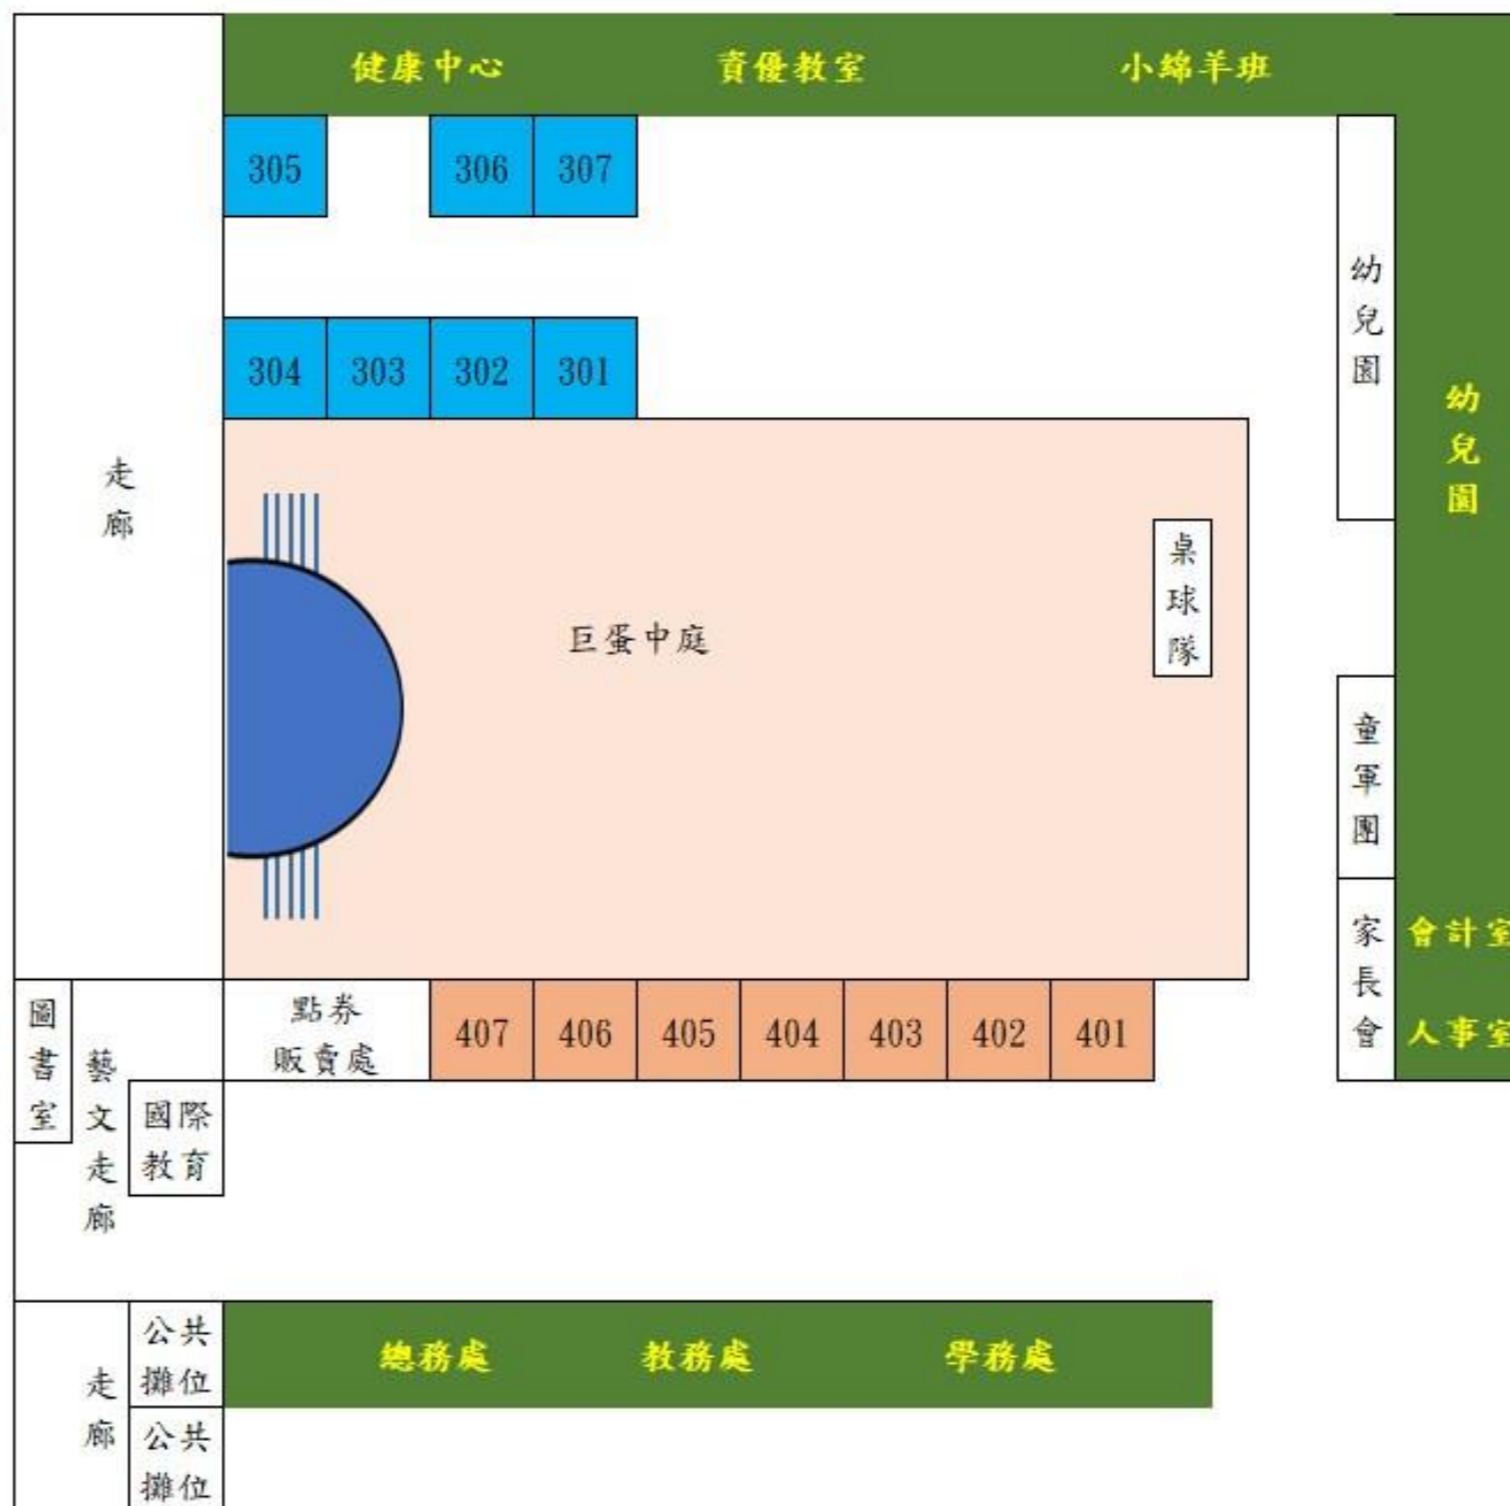 健康中心 資優教室 小綿羊班
305 306 307
幼兒園
304 303 302 301
幼兒園
走廊
桌球隊
巨蛋中庭
童軍團
家長會
會計室
人事室
圖書室
藝文走廊
點券
販賣處
407 406 405 404 403 402 401
國際
教育
公共
攤位
總務處 教務處 學務處
走廊
公共
攤位